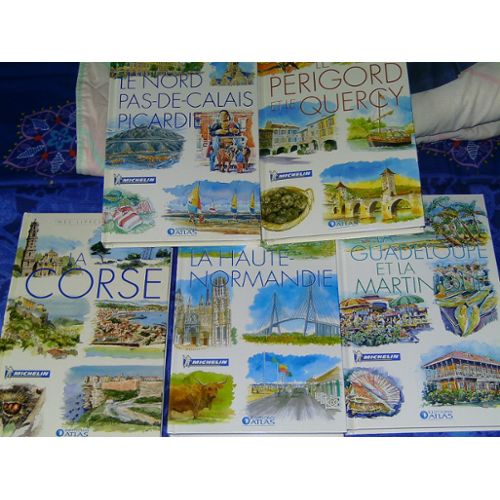 LE NORD
PAS-DE-CALAIS
PICARDIE
MICHELIN
ATLAS
LE
PERIGORD
ET LE QUERCY
MICHELIN
ATLAS
LA
CORSE
MICHELIN
ATLAS
LA HAUTE
NORMANDIE
MICHELIN
ATLAS
LA
GUADELOUPE
ET LA
MARTINIQUE
MICHELIN
ATLAS